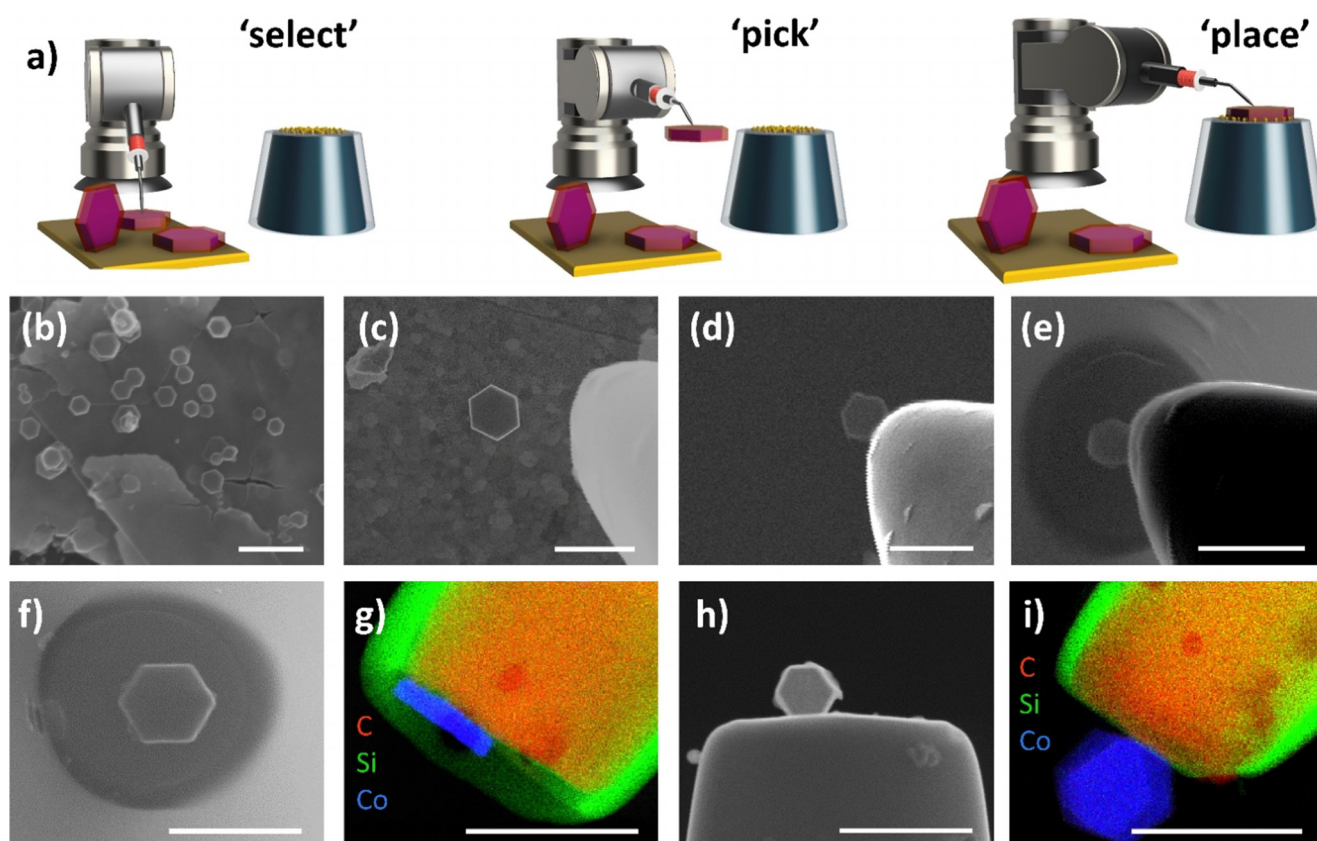 a)
‘select’
‘pick’
‘place’
(b)
(c)
(d)
(e)
f)
g)
C
Si
Co
h)
i)
C
Si
Co